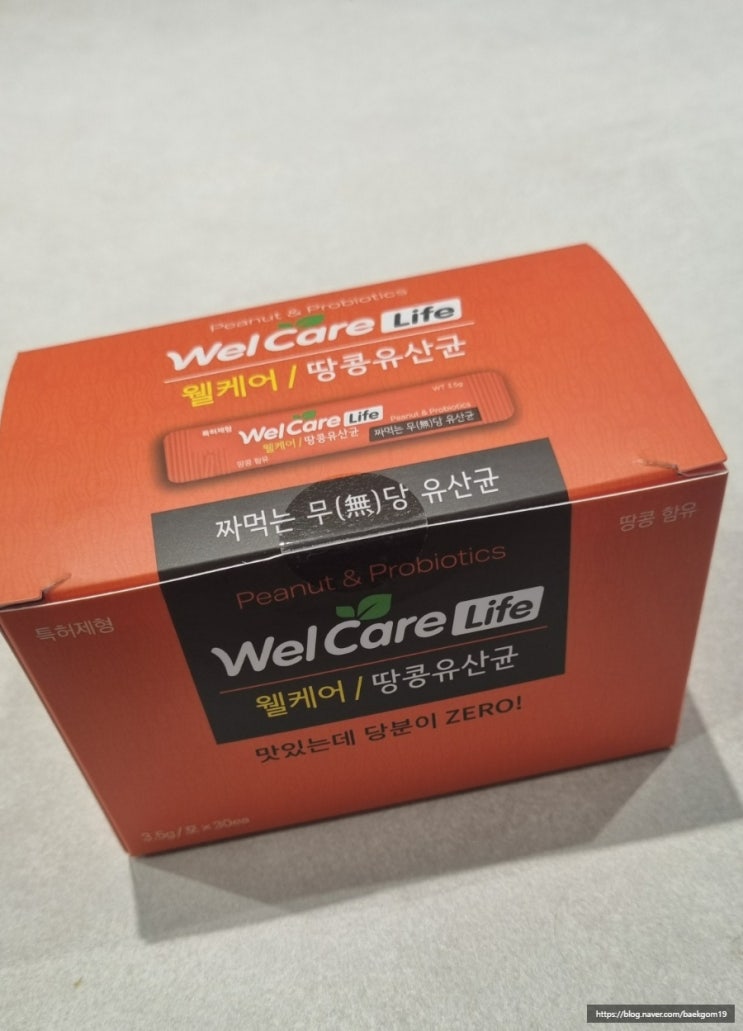 Peanut & Probiotics
WelCare Life
웰케어 / 땅콩유산균
WT 3.5g
특허제형
WelCare Life
Peanut & Probiotics
웰케어 / 땅콩유산균
짜먹는 무(無)당 유산균
땅콩 함유
짜먹는 무(無)당 유산균
땅콩 함유
Peanut & Probiotics
특허제형
WelCare Life
웰케어 / 땅콩유산균
맛있는데 당분이 ZERO!
3.5g / 포 x 30ea
https://blog.naver.com/baekgom19